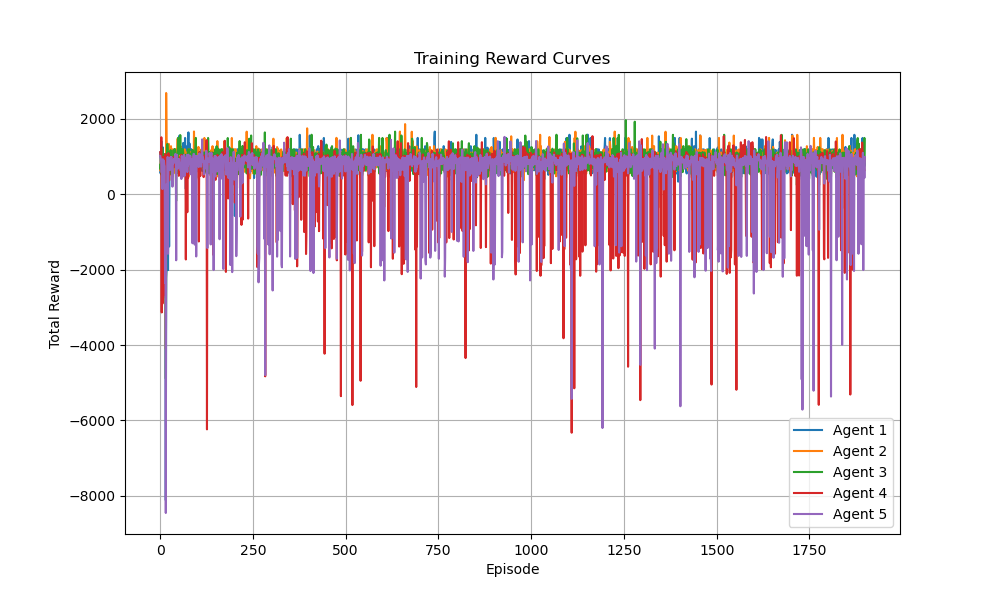 Training Reward Curves
Total Reward
2000
0
−2000
−4000
−6000
−8000
0 250 500 750 1000 1250 1500 1750
Episode
Agent 1
Agent 2
Agent 3
Agent 4
Agent 5